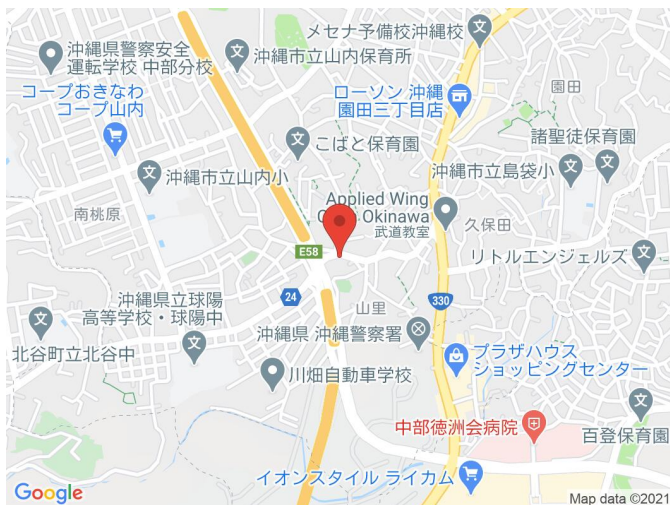 メセナ予備校沖縄校
沖縄県警察安全
運転学校 中部分校
沖縄市立山内保育所
園田
コープおきなわ
コープ山内
ローソン 沖縄
園田三丁目店
諸聖徒保育園
こばと保育園
沖縄市立島袋小
沖縄市立山内小
南桃原
Applied Wing
Okinawa
武道教室
久保田
E58
リトルエンジェルズ
沖縄県立球陽
高等学校・球陽中
24
山里
330
沖縄県 沖縄警察署
北谷町立北谷中
プラザハウス
ショッピングセンター
川畑自動車学校
中部徳洲会病院
百登保育園
イオンスタイル ライカム
Google
Map data ©2021